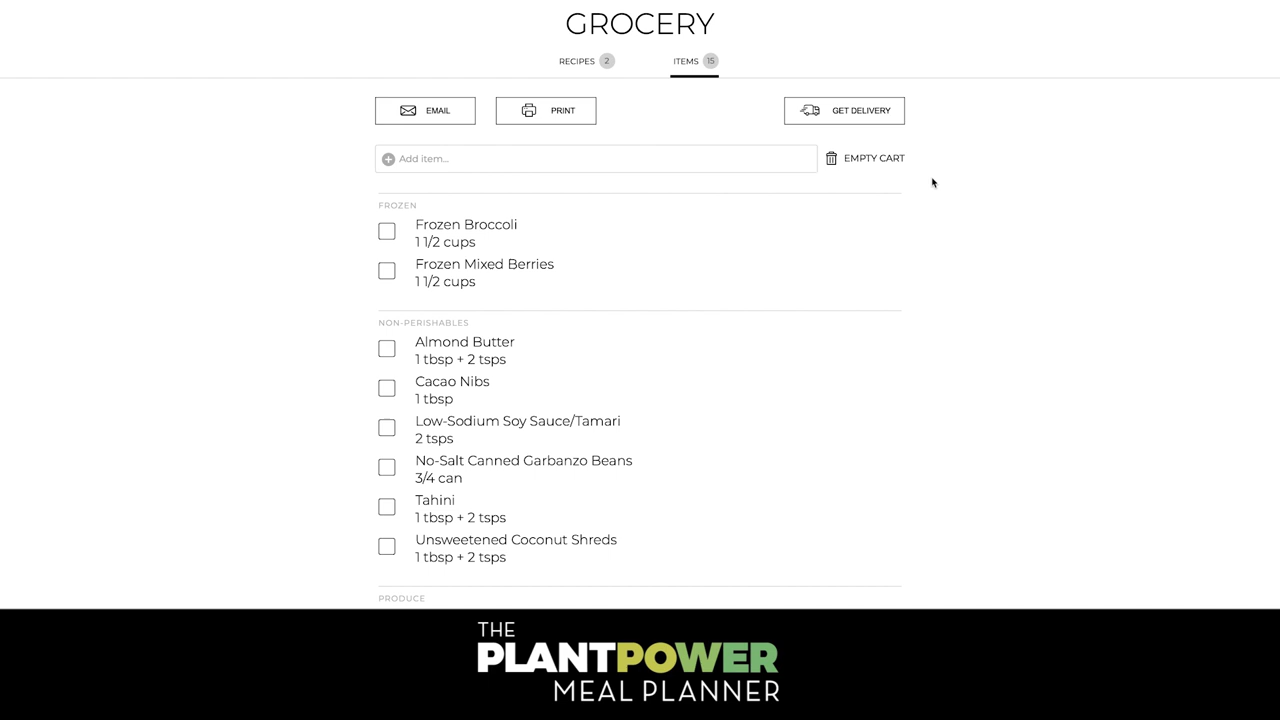 GROCERY
RECIPES 2 ITEMS 15
EMAIL PRINT GET DELIVERY
Add item... EMPTY CART
FROZEN
Frozen Broccoli
1 1/2 cups
Frozen Mixed Berries
1 1/2 cups
NON-PERISHABLES
Almond Butter
1 tbsp + 2 tsps
Cacao Nibs
1 tbsp
Low-Sodium Soy Sauce/Tamari
2 tsps
No-Salt Canned Garbanzo Beans
3/4 can
Tahini
1 tbsp + 2 tsps
Unsweetened Coconut Shreds
1 tbsp + 2 tsps
PRODUCE
THE
PLANTPOWER
MEAL PLANNER